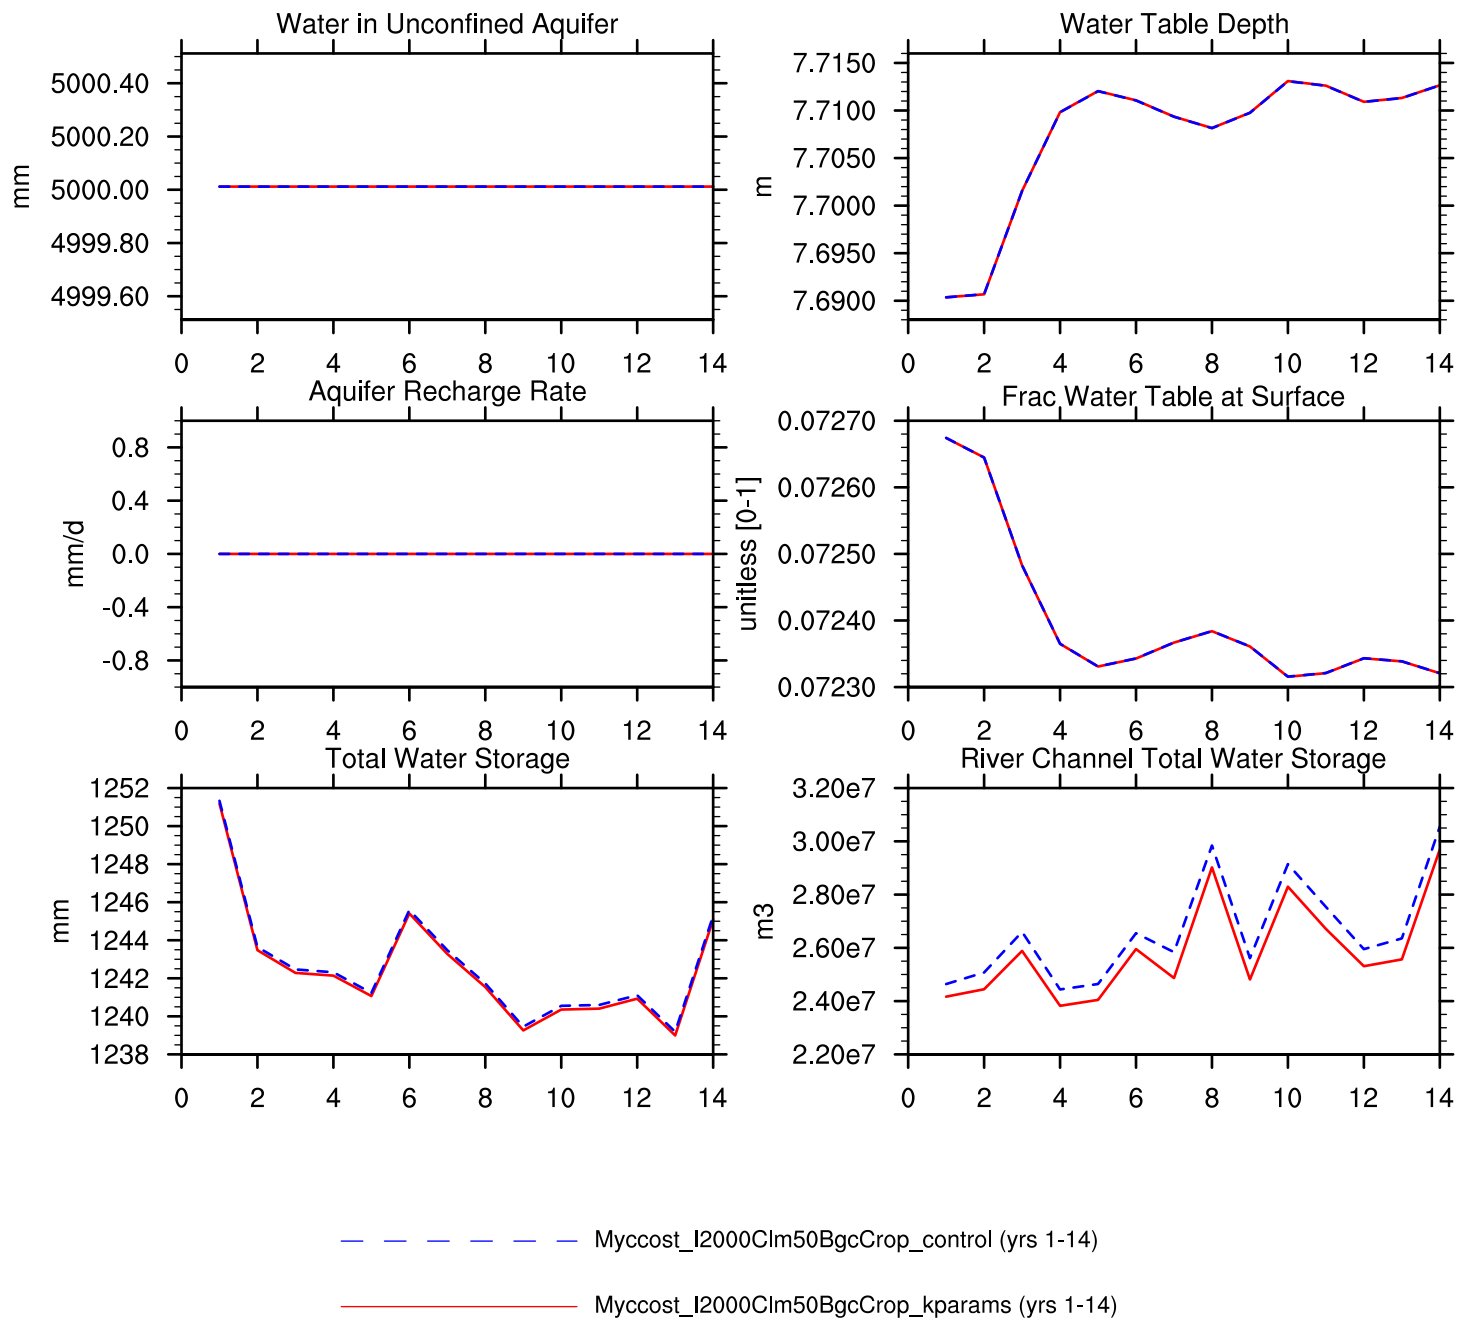 Water in Unconfined Aquifer
5000.40
5000.20
5000.00
4999.80
4999.60
mm
0 2 4 6 8 10 12 14
Water Table Depth
7.7150
7.7100
7.7050
7.7000
7.6950
7.6900
m
0 2 4 6 8 10 12 14
Aquifer Recharge Rate
0.8
0.4
0.0
-0.4
-0.8
mm/d
0 2 4 6 8 10 12 14
Frac Water Table at Surface
0.07270
0.07260
0.07250
0.07240
0.07230
unitless [0-1]
0 2 4 6 8 10 12 14
Total Water Storage
1252
1250
1248
1246
1244
1242
1240
1238
mm
0 2 4 6 8 10 12 14
River Channel Total Water Storage
3.20e7
3.00e7
2.80e7
2.60e7
2.40e7
2.20e7
m3
0 2 4 6 8 10 12 14
Myccost_I2000Clm50BgcCrop_control (yrs 1-14)
Myccost_I2000Clm50BgcCrop_kparams (yrs 1-14)